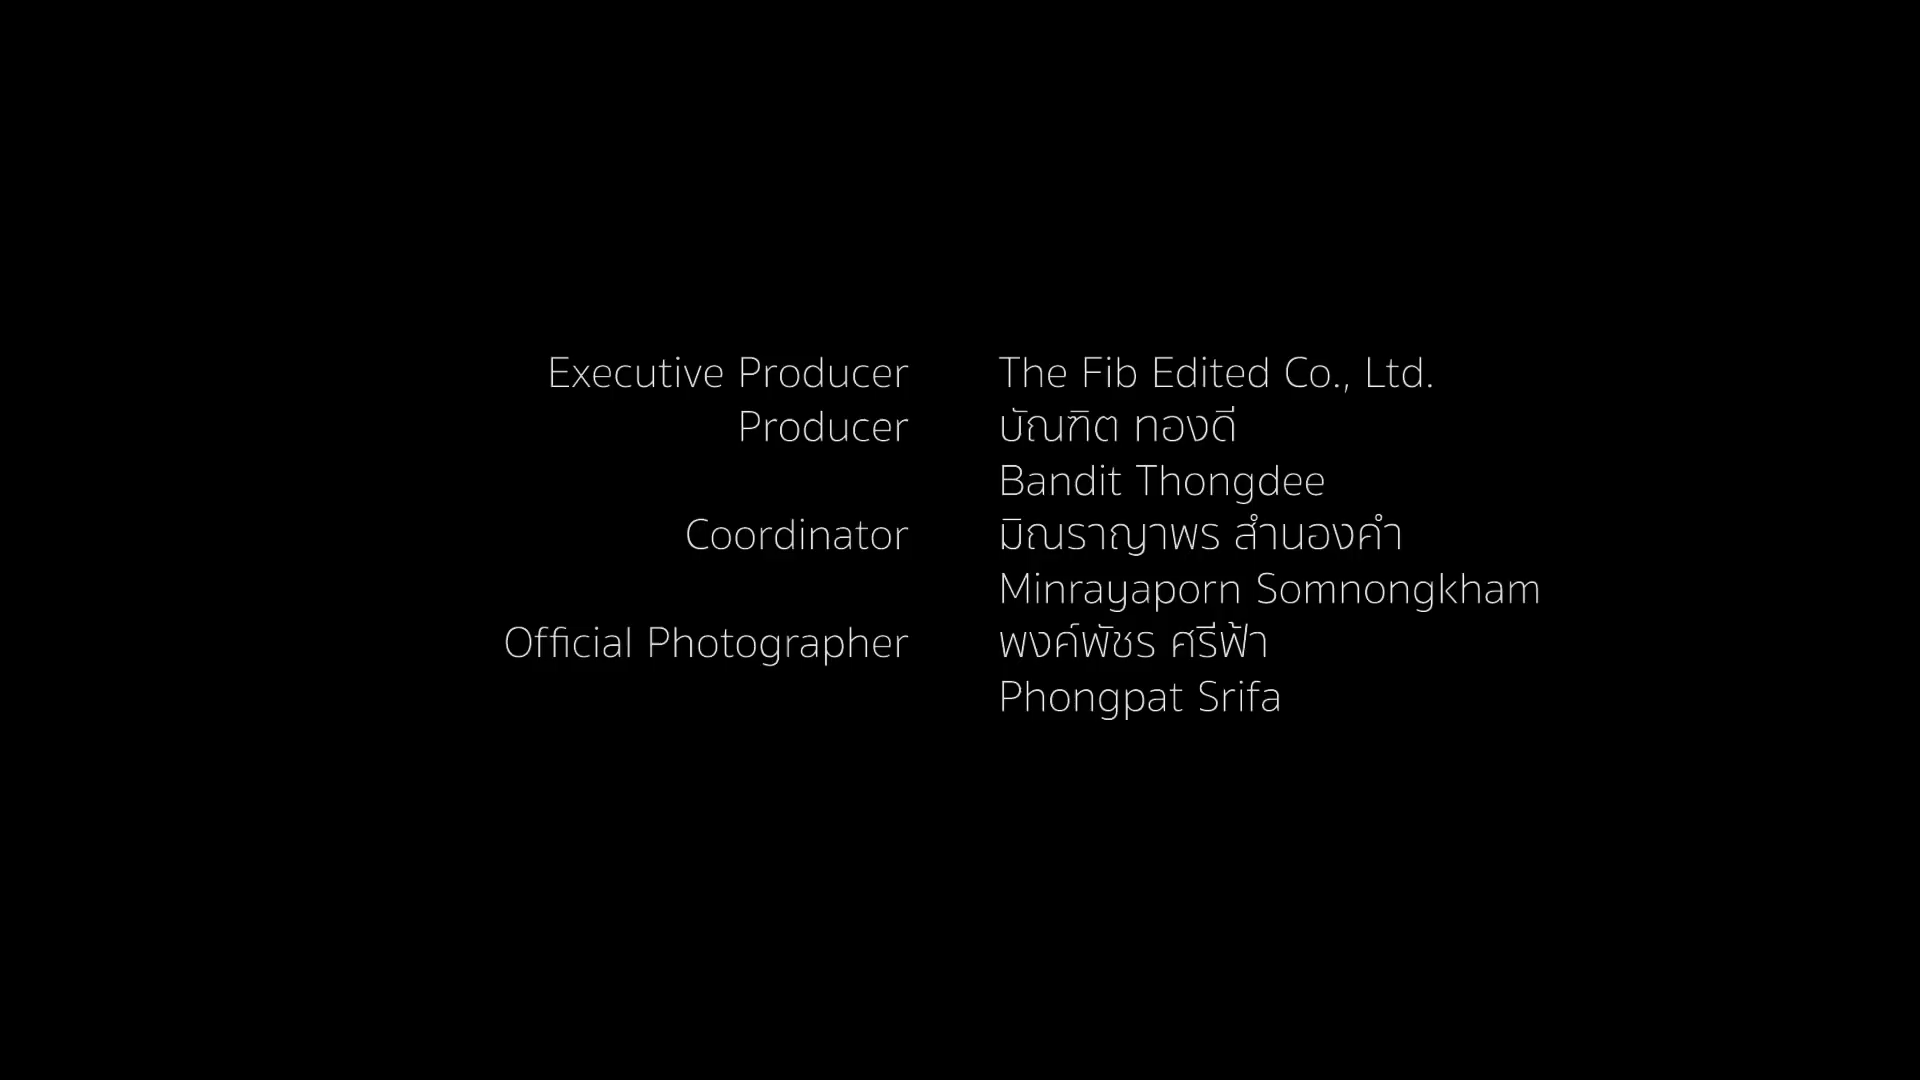 Executive Producer The Fib Edited Co., Ltd.
Producer บัณฑิต ทองดี
Bandit Thongdee
Coordinator มิณราญาพร สำนองคำ
Minrayaporn Somnongkham
Official Photographer พงค์พัชร ศรีฟ้า
Phongpat Srifa